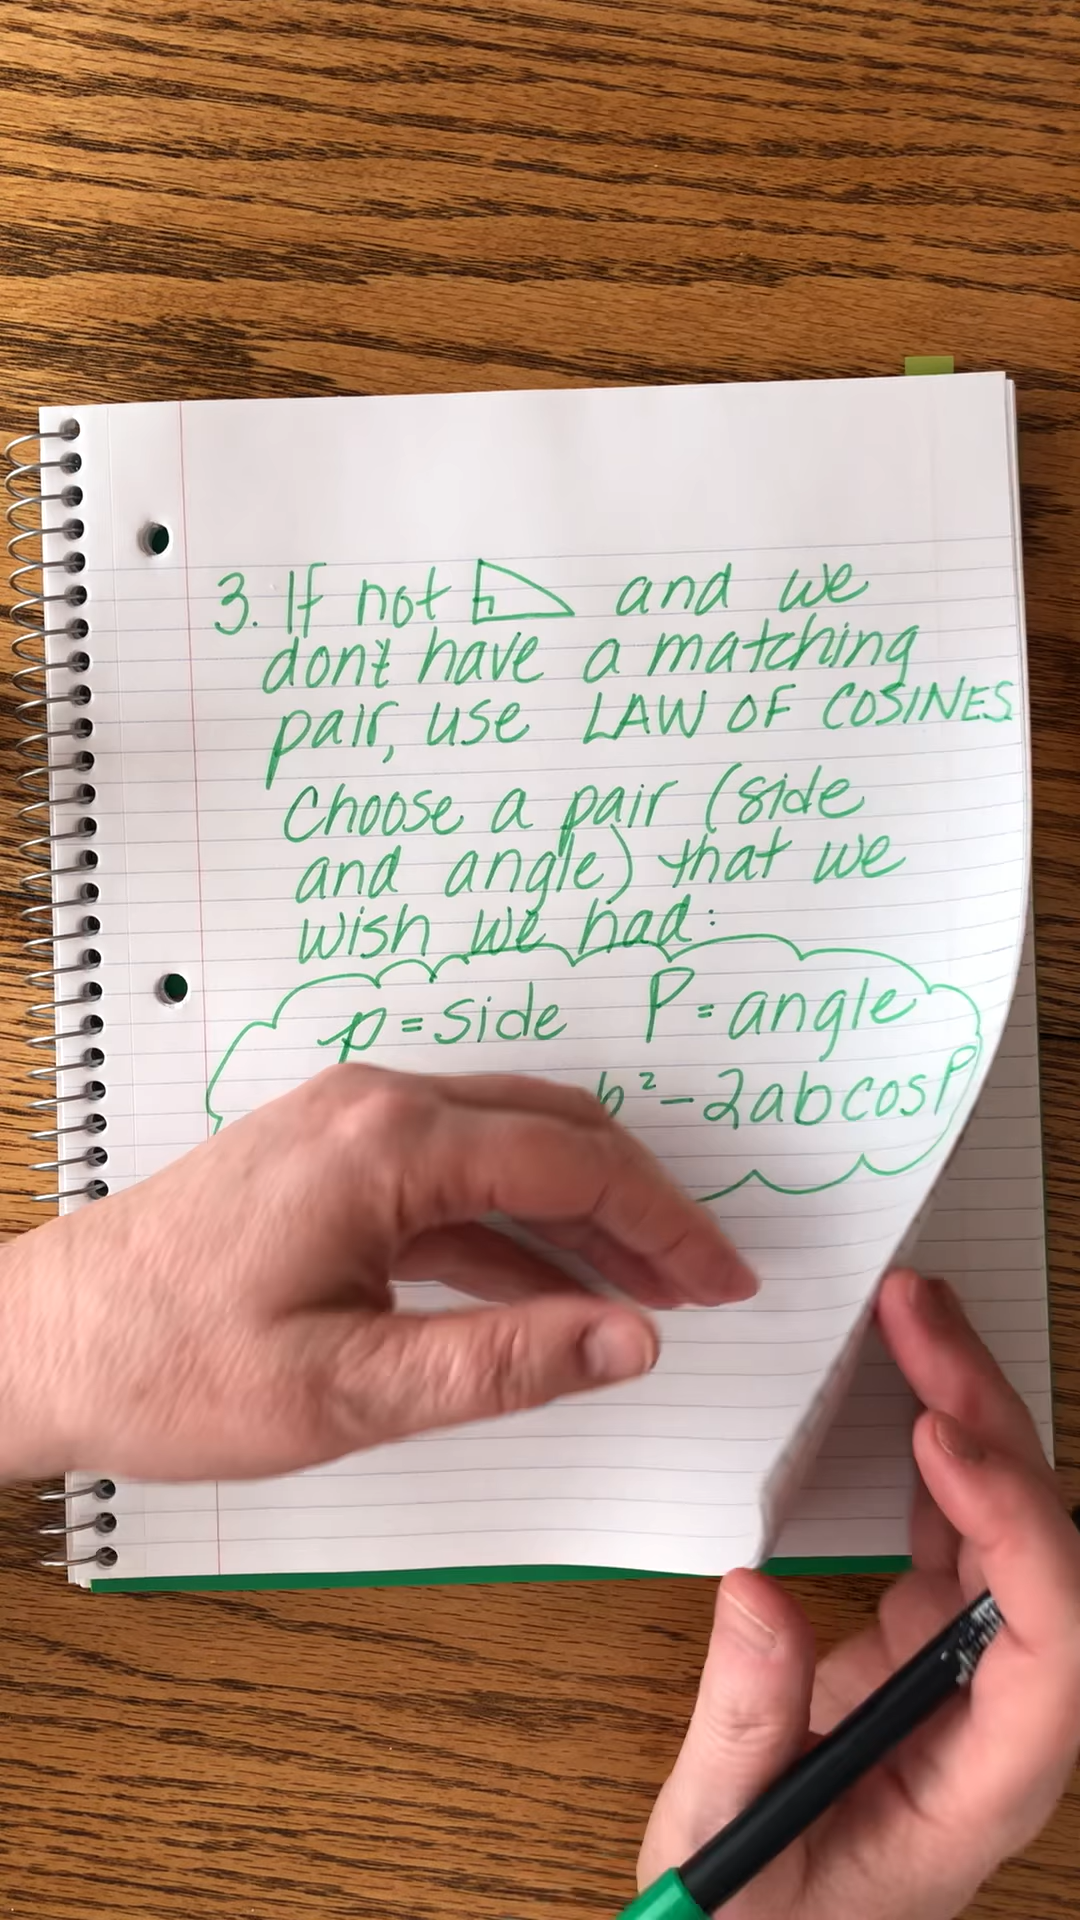 3. If not and we
don't have a matching
pair, use LAW OF COSINES
Choose a pair (side
and angle) that we
wish we had:
p = side P = angle
b² - 2abcosP